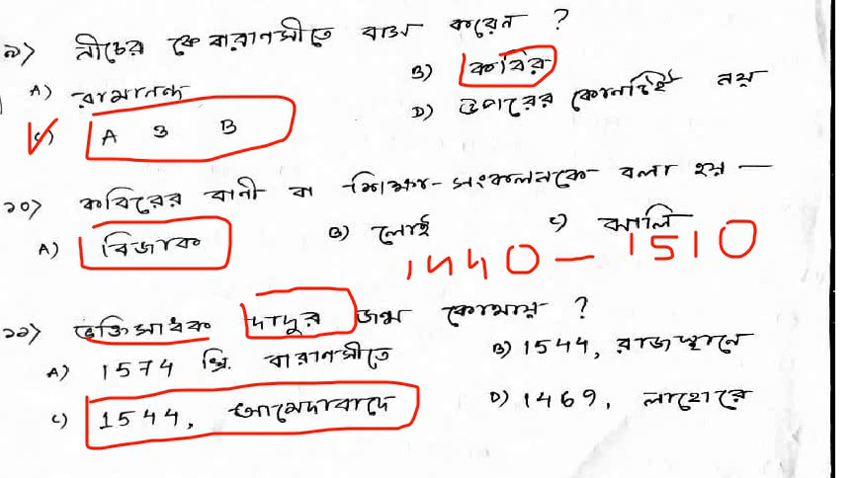 ৯> নীচের কে বারাণসীতে বাস করেন ?
A) রামানন্দ B) কবির
C) A ও B D) উপরের কোনটিই নয়
১০> কবিরের বানী বা শিক্ষা-সংকলনকে বলা হয় —
A) বিজাক B) লোই C) ঝালি
1440 — 1510
১১> ভক্তিসাধক দাদুর জন্ম কোথায় ?
A) 1574 খ্রি. বারাণসীতে B) 1544, রাজস্থানে
C) 1544, আমেদাবাদে D) 1469, লাহোরে